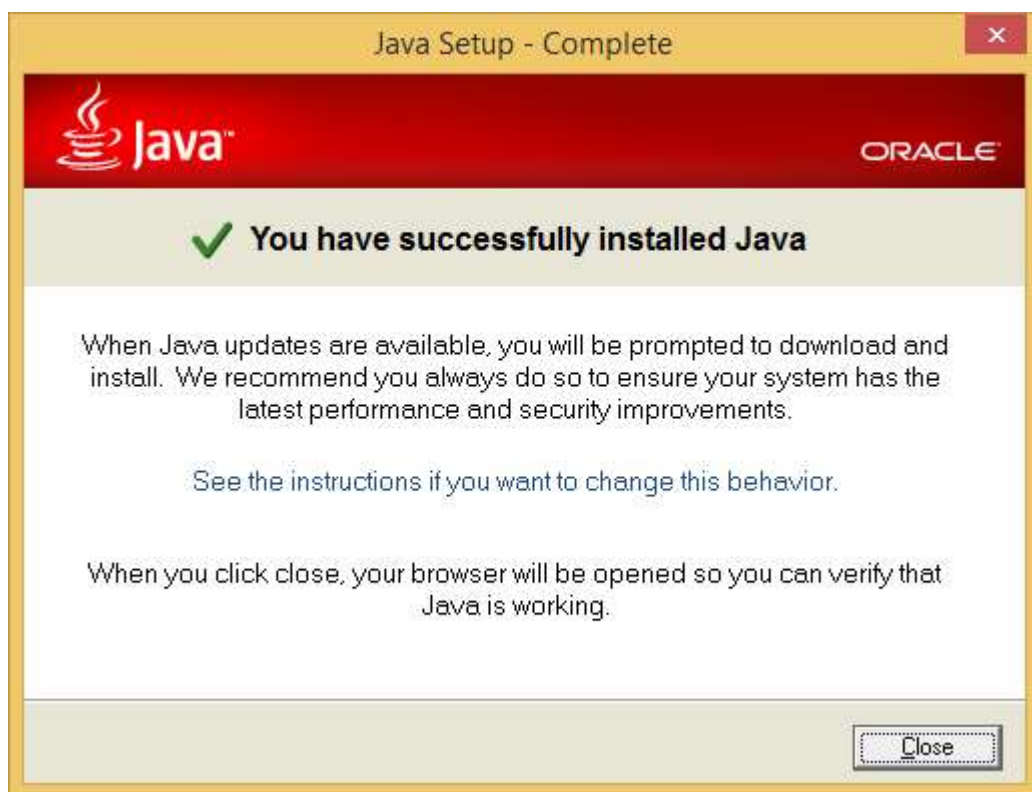 Java Setup - Complete
Java™
ORACLE®
You have successfully installed Java
When Java updates are available, you will be prompted to download and
install. We recommend you always do so to ensure your system has the
latest performance and security improvements.
See the instructions if you want to change this behavior.
When you click close, your browser will be opened so you can verify that
Java is working.
Close